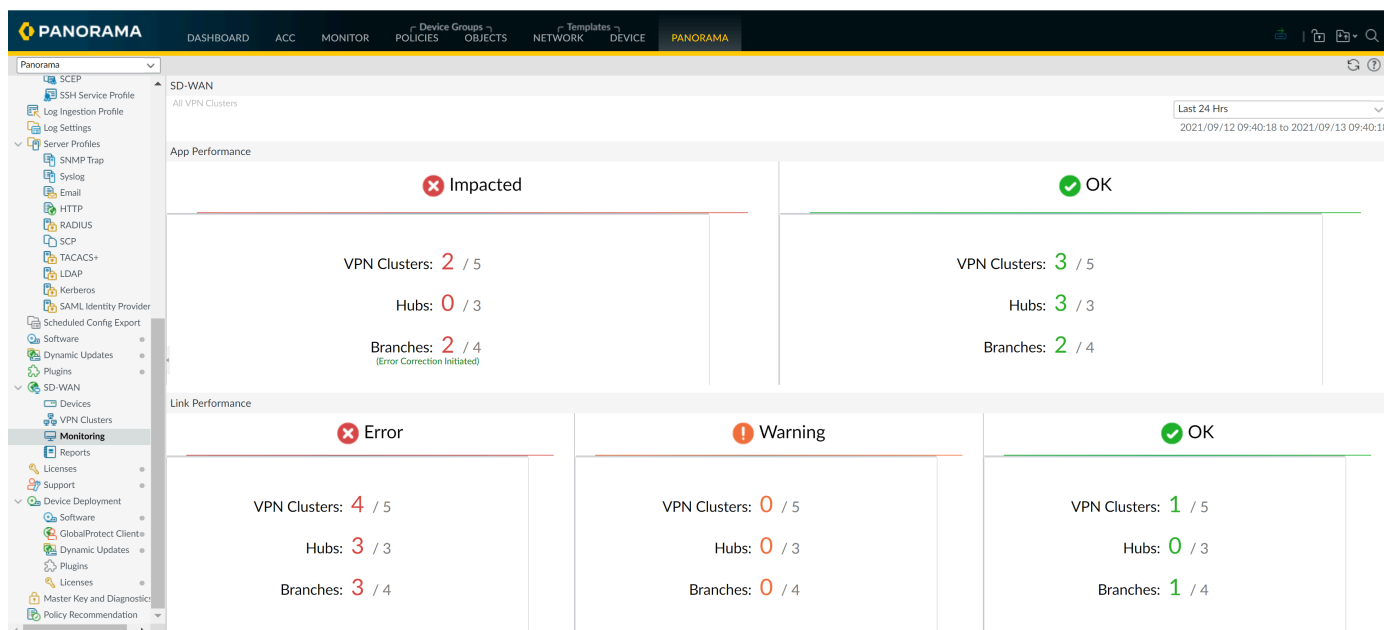 PANORAMA
DASHBOARD ACC MONITOR Device Groups POLICIES OBJECTS Templates NETWORK DEVICE PANORAMA
Panorama
SCEP
SSH Service Profile
Log Ingestion Profile
Log Settings
Server Profiles
SNMP Trap
Syslog
Email
HTTP
RADIUS
SCP
TACACS+
LDAP
Kerberos
SAML Identity Provider
Scheduled Config Export
Software
Dynamic Updates
Plugins
SD-WAN
Devices
VPN Clusters
Monitoring
Reports
Licenses
Support
Device Deployment
Software
GlobalProtect Client
Dynamic Updates
Plugins
Licenses
Master Key and Diagnostics
Policy Recommendation
SD-WAN
All VPN Clusters
Last 24 Hrs
2021/09/12 09:40:18 to 2021/09/13 09:40:18
App Performance
Impacted
VPN Clusters: 2 / 5
Hubs: 0 / 3
Branches: 2 / 4
(Error Correction Initiated)
OK
VPN Clusters: 3 / 5
Hubs: 3 / 3
Branches: 2 / 4
Link Performance
Error
VPN Clusters: 4 / 5
Hubs: 3 / 3
Branches: 3 / 4
Warning
VPN Clusters: 0 / 5
Hubs: 0 / 3
Branches: 0 / 4
OK
VPN Clusters: 1 / 5
Hubs: 0 / 3
Branches: 1 / 4